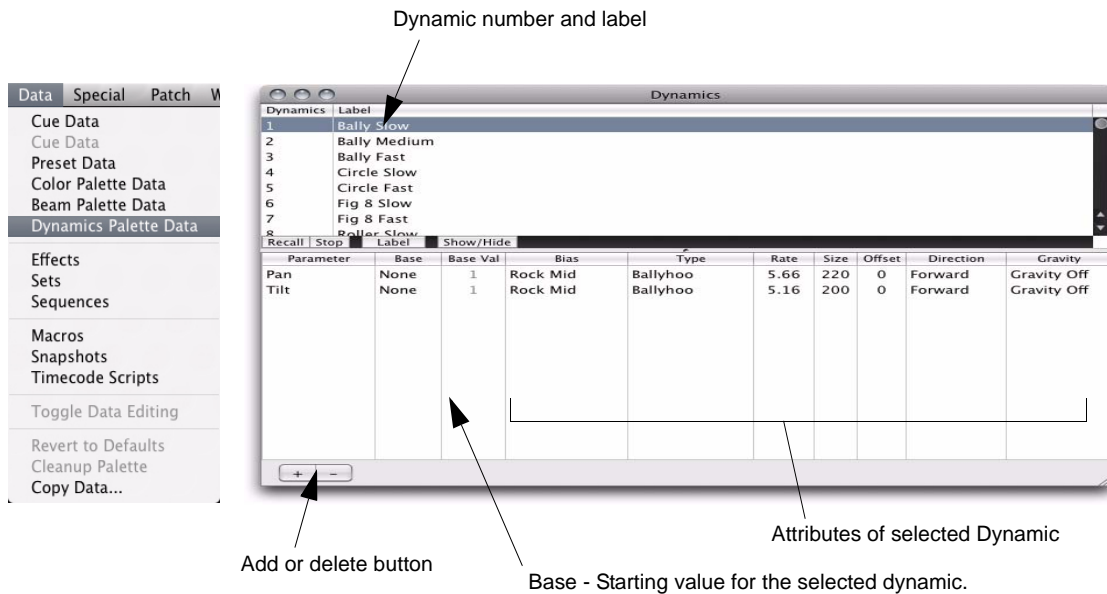 Dynamic number and label
Data Special Patch W
Cue Data
Cue Data
Preset Data
Color Palette Data
Beam Palette Data
Dynamics Palette Data
Effects
Sets
Sequences
Macros
Snapshots
Timecode Scripts
Toggle Data Editing
Revert to Defaults
Cleanup Palette
Copy Data...
Dynamics
Dynamics Label
1 Bally Slow
2 Bally Medium
3 Bally Fast
4 Circle Slow
5 Circle Fast
6 Fig 8 Slow
7 Fig 8 Fast
8 Roller Slow
Recall Stop Label Show/Hide
Parameter Base Base Val Bias Type Rate Size Offset Direction Gravity
Pan None 1 Rock Mid Ballyhoo 5.66 220 0 Forward Gravity Off
Tilt None 1 Rock Mid Ballyhoo 5.16 200 0 Forward Gravity Off
+ -
Attributes of selected Dynamic
Add or delete button
Base - Starting value for the selected dynamic.